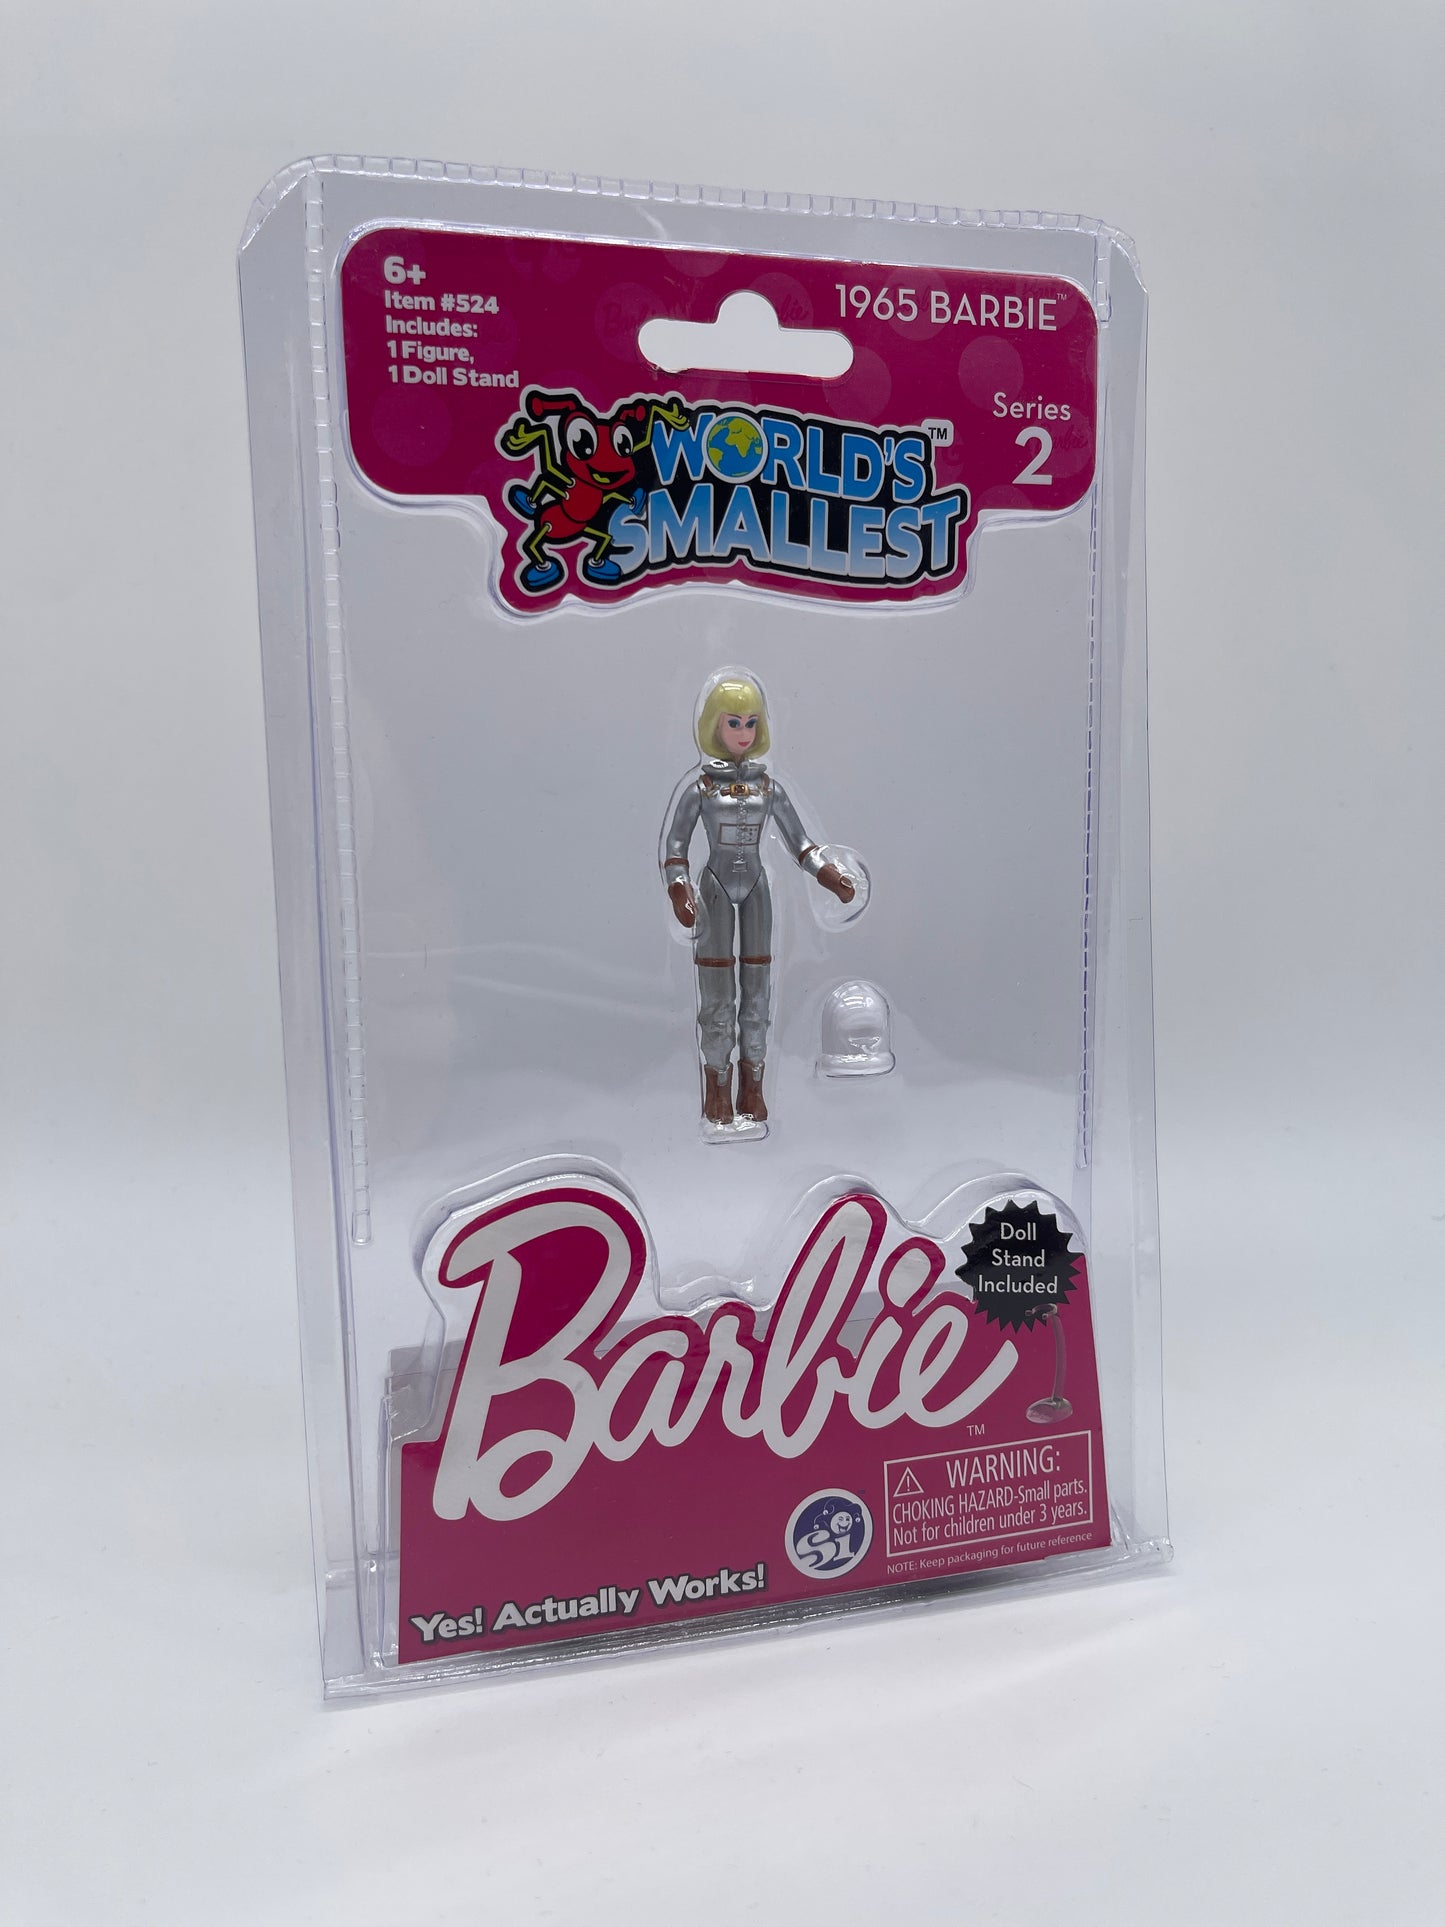 6+
Item #524
Includes:
1 Figure,
1 Doll Stand
1965 BARBIE™
Series
2
WORLD'S™
SMALLEST
Doll
Stand
Included
Barbie™
WARNING:
CHOKING HAZARD-Small parts.
Not for children under 3 years.
NOTE: Keep packaging for future reference
Si
Yes! Actually Works!